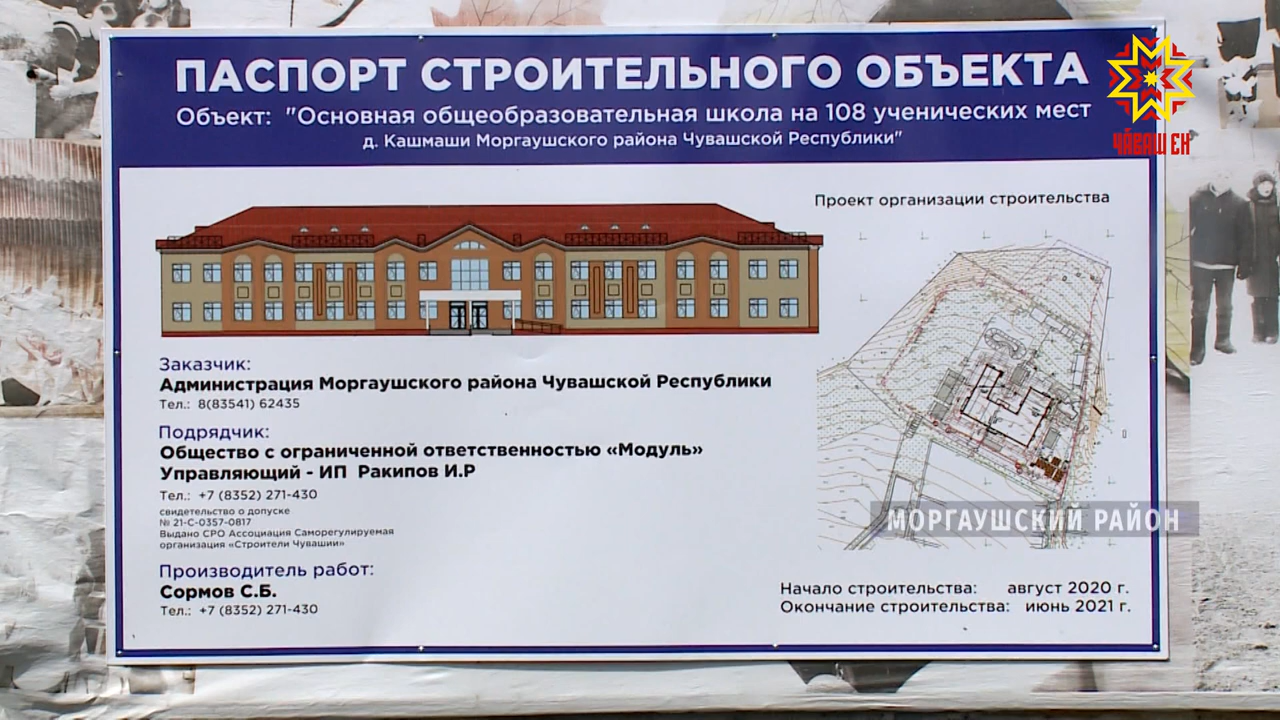 ПАСПОРТ СТРОИТЕЛЬНОГО ОБЪЕКТА
Объект: "Основная общеобразовательная школа на 108 ученических мест
д. Кашмаши Моргаушского района Чувашской Республики"
ЧӐВАШ ЕН
Проект организации строительства
Заказчик:
Администрация Моргаушского района Чувашской Республики
Тел.: 8(83541) 62435
Подрядчик:
Общество с ограниченной ответственностью «Модуль»
Управляющий - ИП Ракипов И.Р
Тел.: +7 (8352) 271-430
свидетельство о допуске
№ 21-С-0357-0817
Выдано СРО Ассоциация Саморегулируемая
организация «Строители Чувашии»
МОРГАУШСКИЙ РАЙОН
Производитель работ:
Сормов С.Б.
Тел.: +7 (8352) 271-430
Начало строительства: август 2020 г.
Окончание строительства: июнь 2021 г.